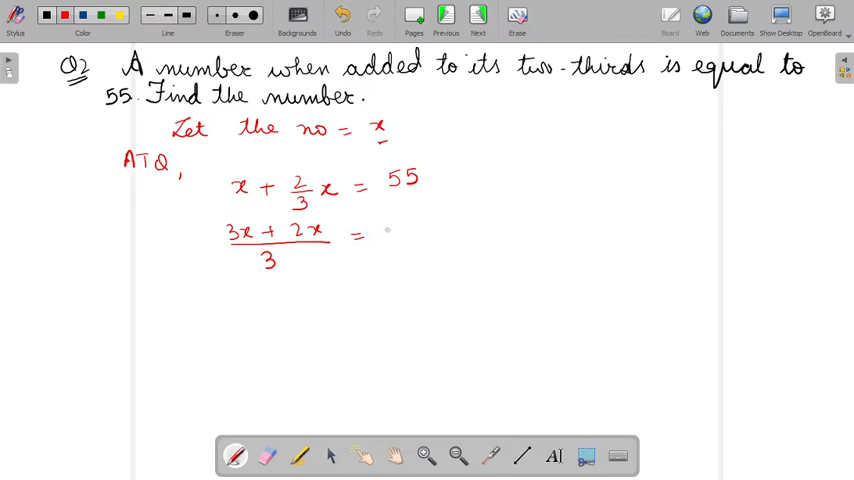 Stylus Color Line Eraser Backgrounds Undo Redo Pages Previous Next Erase Board Web Documents Show Desktop OpenBoard
Q2 A number when added to its two-thirds is equal to
55. Find the number.
Let the no = x
ATQ,
x + 2/3 x = 55
3x + 2x / 3 =